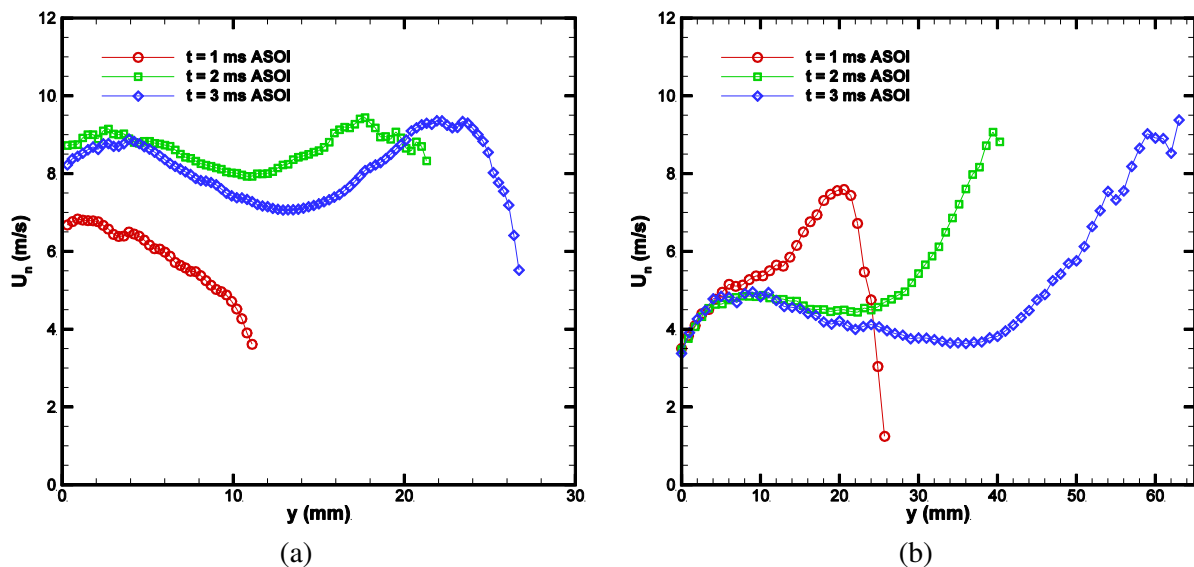 12
10
8
6
4
2
0
U_n (m/s)
t = 1 ms ASOI
t = 2 ms ASOI
t = 3 ms ASOI
0 10 20 30
y (mm)
(a)
12
10
8
6
4
2
0
U_n (m/s)
t = 1 ms ASOI
t = 2 ms ASOI
t = 3 ms ASOI
0 10 20 30 40 50 60
y (mm)
(b)